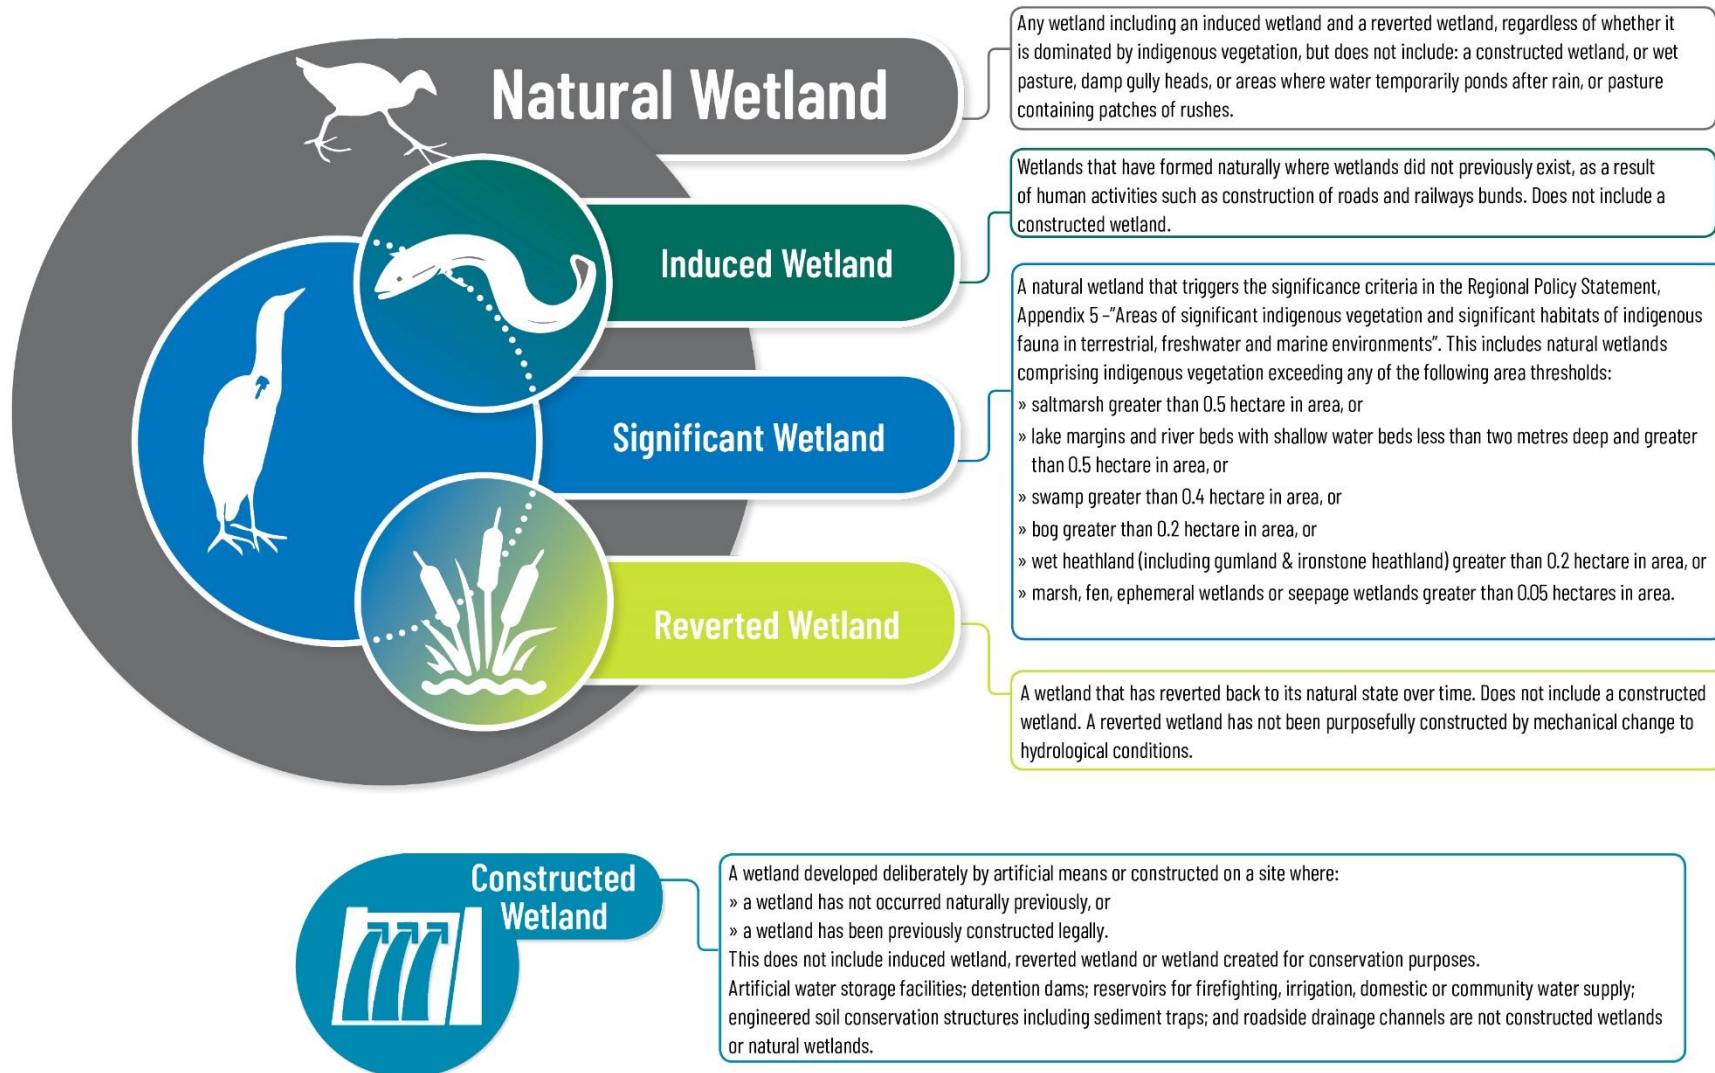 Natural Wetland
Any wetland including an induced wetland and a reverted wetland, regardless of whether it
is dominated by indigenous vegetation, but does not include: a constructed wetland, or wet
pasture, damp gully heads, or areas where water temporarily ponds after rain, or pasture
containing patches of rushes.
Induced Wetland
Wetlands that have formed naturally where wetlands did not previously exist, as a result
of human activities such as construction of roads and railways bunds. Does not include a
constructed wetland.
Significant Wetland
A natural wetland that triggers the significance criteria in the Regional Policy Statement,
Appendix 5 –"Areas of significant indigenous vegetation and significant habitats of indigenous
fauna in terrestrial, freshwater and marine environments". This includes natural wetlands
comprising indigenous vegetation exceeding any of the following area thresholds:
» saltmarsh greater than 0.5 hectare in area, or
» lake margins and river beds with shallow water beds less than two metres deep and greater
than 0.5 hectare in area, or
» swamp greater than 0.4 hectare in area, or
» bog greater than 0.2 hectare in area, or
» wet heathland (including gumland & ironstone heathland) greater than 0.2 hectare in area, or
» marsh, fen, ephemeral wetlands or seepage wetlands greater than 0.05 hectares in area.
Reverted Wetland
A wetland that has reverted back to its natural state over time. Does not include a constructed
wetland. A reverted wetland has not been purposefully constructed by mechanical change to
hydrological conditions.
Constructed
Wetland
A wetland developed deliberately by artificial means or constructed on a site where:
» a wetland has not occurred naturally previously, or
» a wetland has been previously constructed legally.
This does not include induced wetland, reverted wetland or wetland created for conservation purposes.
Artificial water storage facilities; detention dams; reservoirs for firefighting, irrigation, domestic or community water supply;
engineered soil conservation structures including sediment traps; and roadside drainage channels are not constructed wetlands
or natural wetlands.